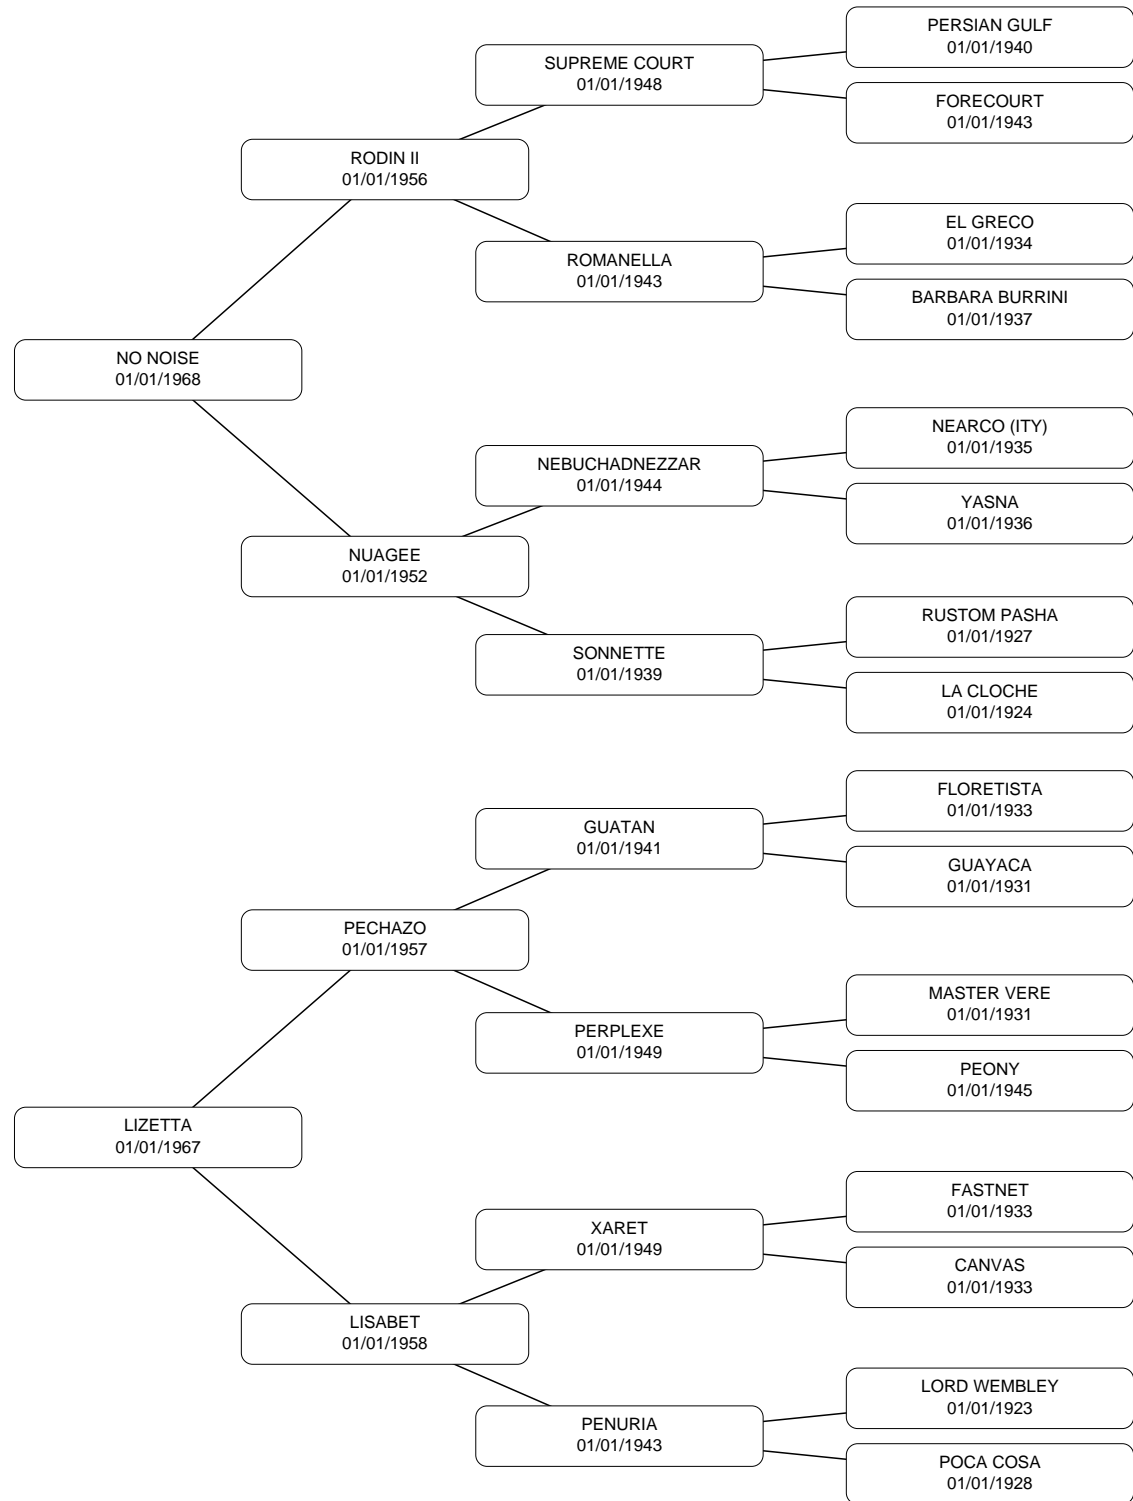 PERSIAN GULF
01/01/1940
SUPREME COURT
01/01/1948
FORECOURT
01/01/1943
RODIN II
01/01/1956
EL GRECO
01/01/1934
ROMANELLA
01/01/1943
BARBARA BURRINI
01/01/1937
NO NOISE
01/01/1968
NEARCO (ITY)
01/01/1935
NEBUCHADNEZZAR
01/01/1944
YASNA
01/01/1936
NUAGEE
01/01/1952
RUSTOM PASHA
01/01/1927
SONNETTE
01/01/1939
LA CLOCHE
01/01/1924
FLORETISTA
01/01/1933
GUATAN
01/01/1941
GUAYACA
01/01/1931
PECHAZO
01/01/1957
MASTER VERE
01/01/1931
PERPLEXE
01/01/1949
PEONY
01/01/1945
LIZETTA
01/01/1967
FASTNET
01/01/1933
XARET
01/01/1949
CANVAS
01/01/1933
LISABET
01/01/1958
LORD WEMBLEY
01/01/1923
PENURIA
01/01/1943
POCA COSA
01/01/1928